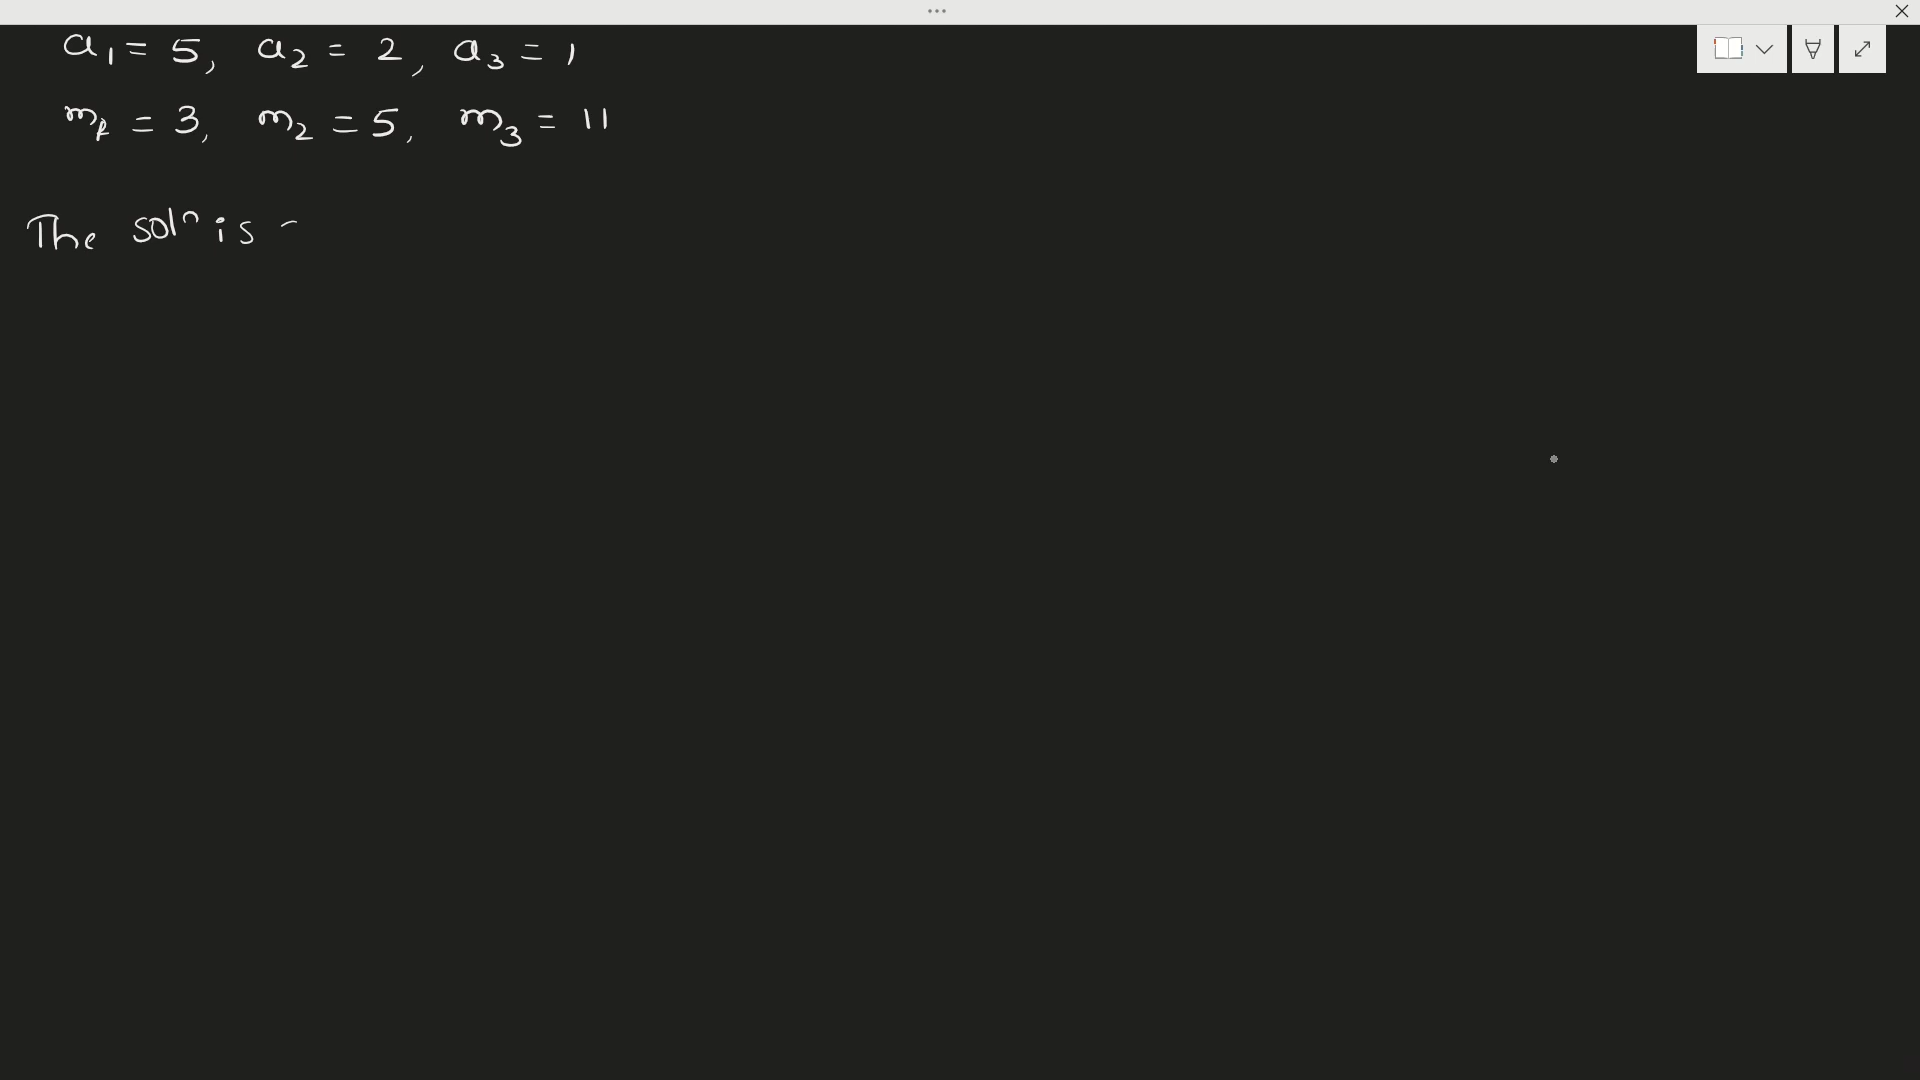 a₁ = 5, a₂ = 2, a₃ = 1
m₁ = 3, m₂ = 5, m₃ = 11
The solⁿ is